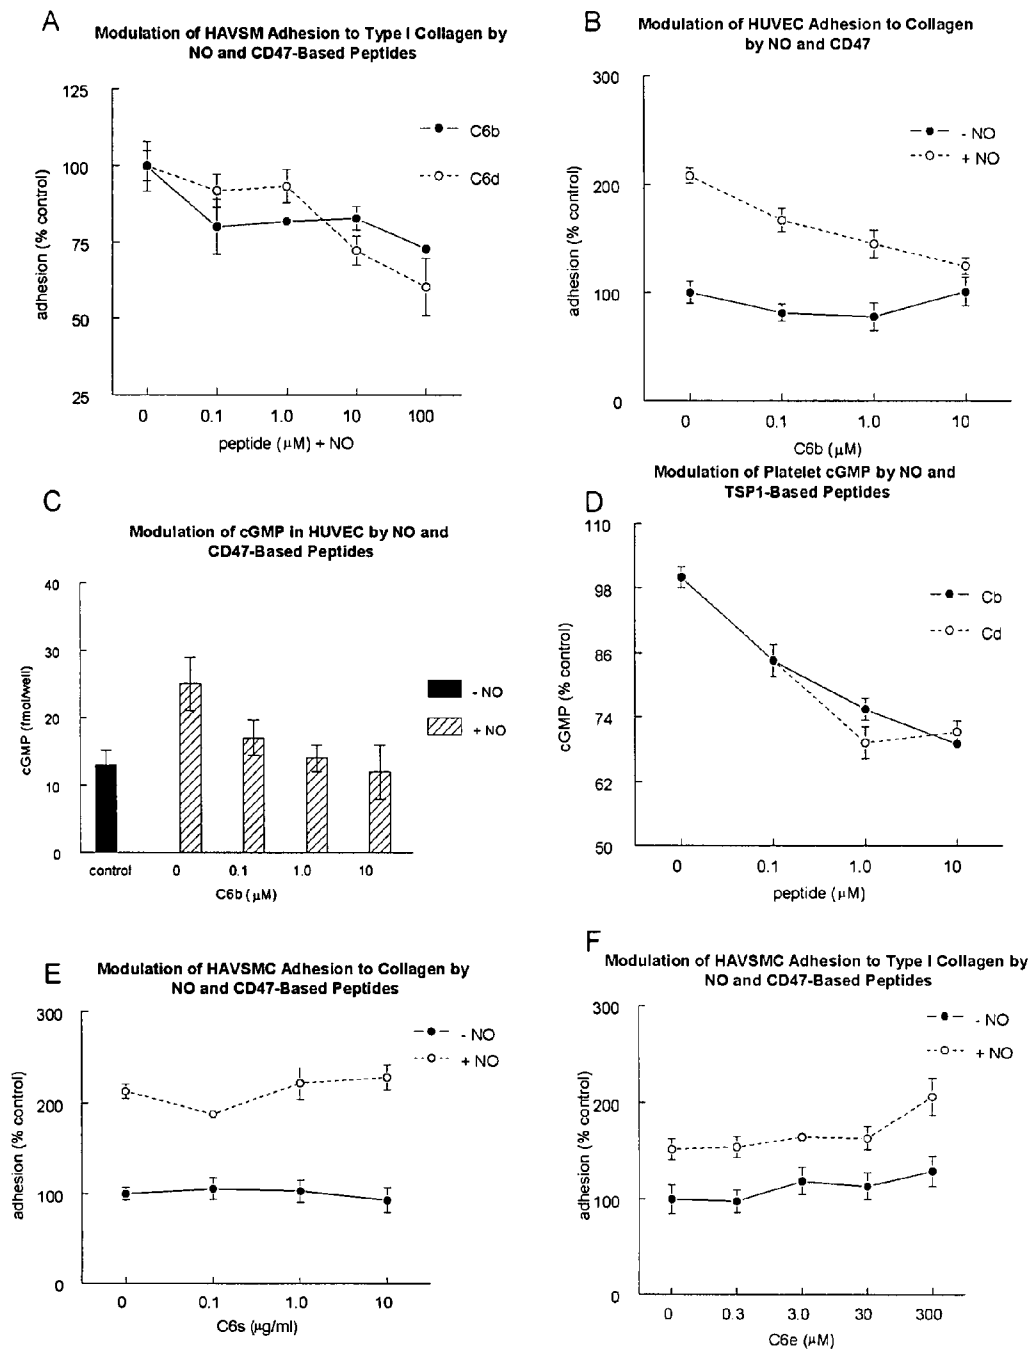 A
Modulation of HAVSM Adhesion to Type I Collagen by
NO and CD47-Based Peptides
125
100
75
50
25
adhesion (% control)
C6b
C6d
0 0.1 1.0 10 100
peptide (µM) + NO
B
Modulation of HUVEC Adhesion to Collagen
by NO and CD47
300
200
100
0
adhesion (% control)
- NO
+ NO
0 0.1 1.0 10
C6b (µM)
C
Modulation of cGMP in HUVEC by NO and
CD47-Based Peptides
40
30
20
10
0
cGMP (fmol/well)
- NO
+ NO
control 0 0.1 1.0 10
C6b (µM)
D
Modulation of Platelet cGMP by NO and
TSP1-Based Peptides
110
98
86
74
62
50
cGMP (% control)
Cb
Cd
0 0.1 1.0 10
peptide (µM)
E
Modulation of HAVSMC Adhesion to Collagen by
NO and CD47-Based Peptides
300
200
100
0
adhesion (% control)
- NO
+ NO
0 0.1 1.0 10
C6s (µg/ml)
F
Modulation of HAVSMC Adhesion to Type I Collagen by
NO and CD47-Based Peptides
300
200
100
0
adhesion (% control)
- NO
+ NO
0 0.3 3.0 30 300
C6e (µM)